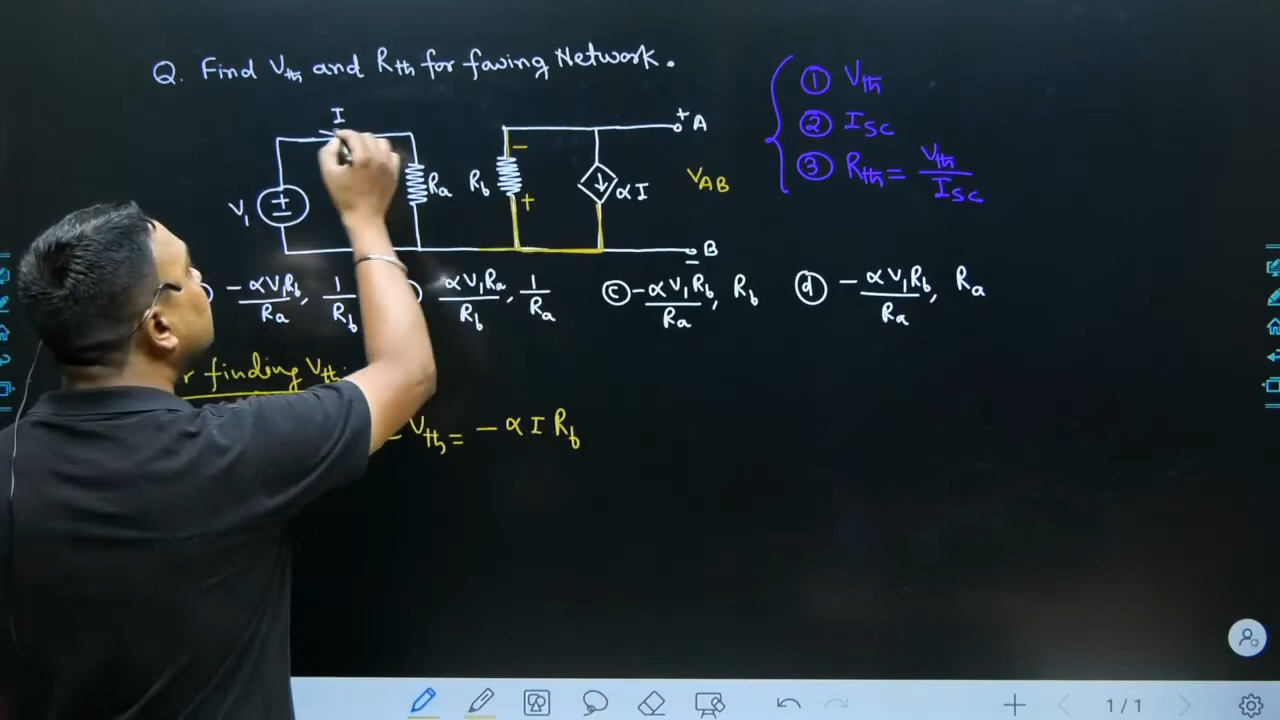 Q. Find Vth and Rth for faving Network.
① Vth
② Isc
③ Rth = Vth / Isc
I
+ A
V1
+
−
Ra
Rb
−
+
αI
VAB
B
−
−αV1Rb/Ra, 1/Rb
αV1Ra/Rb, 1/Ra
ⓒ −αV1Rb/Ra, Rb
ⓓ −αV1Rb/Ra, Ra
r finding Vth:
Vth = − α I Rb
1/1